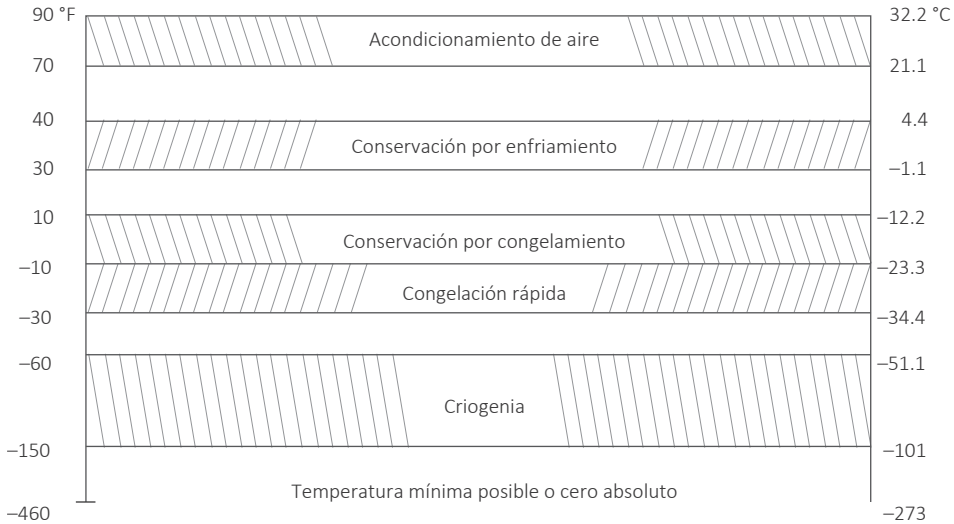 90 °F 32.2 °C
Acondicionamiento de aire
70 21.1
40 4.4
Conservación por enfriamiento
30 –1.1
10 –12.2
Conservación por congelamiento
–10 –23.3
Congelación rápida
–30 –34.4
–60 –51.1
Criogenia
–150 –101
Temperatura mínima posible o cero absoluto
–460 –273